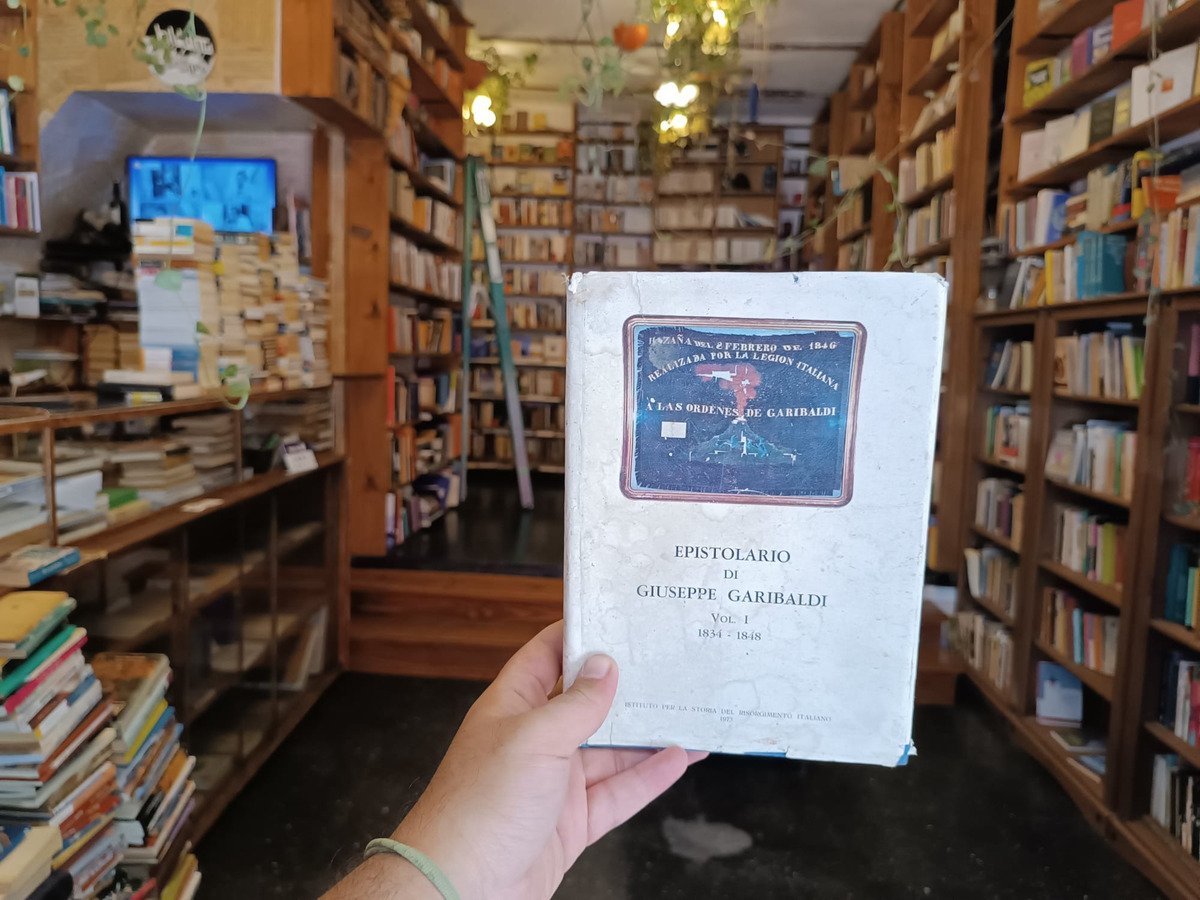 HAZAÑA DEL 8 FEBRERO DE 1846
REALIZADA POR LA LEGION ITALIANA
A LAS ORDENES DE GARIBALDI
EPISTOLARIO
DI
GIUSEPPE GARIBALDI
VOL. I
1834 - 1848
ISTITUTO PER LA STORIA DEL RISORGIMENTO ITALIANO
1973